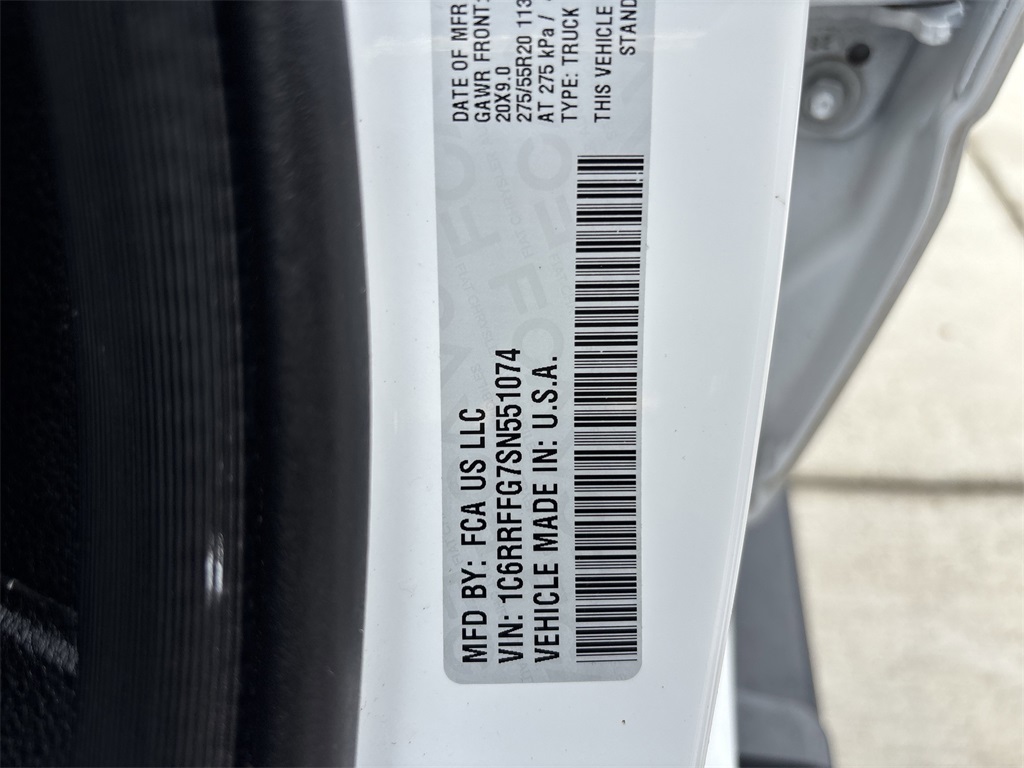 MFD BY: FCA US LLC
VIN: 1C6RRFFG7SN551074
VEHICLE MADE IN: U.S.A.
DATE OF MFR
GAWR FRONT:
20X9.0
275/55R20 113
AT 275 kPa /
TYPE: TRUCK
THIS VEHICLE
STAND